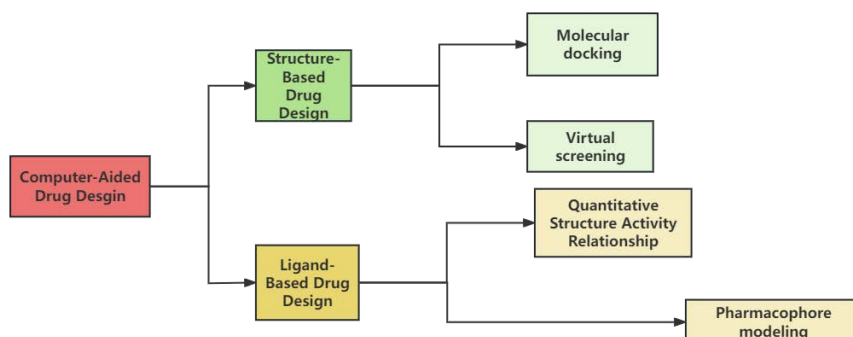 Computer-Aided
Drug Desgin
Structure-
Based
Drug
Design
Molecular
docking
Virtual
screening
Ligand-
Based Drug
Design
Quantitative
Structure Activity
Relationship
Pharmacophore
modeling